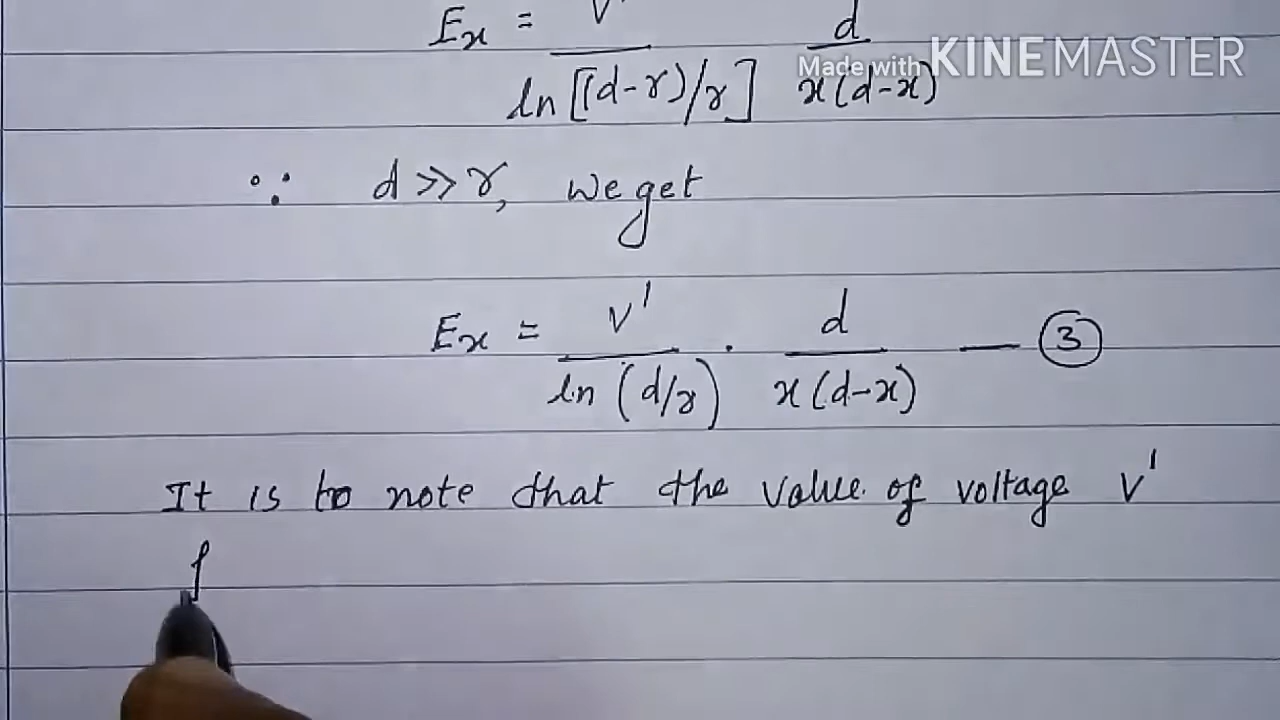 Ex = V' d
ln [(d-r)/r] x(d-x)
Made with KINEMASTER
∵ d >> r, we get
Ex = V' / ln (d/r) · d / x(d-x) — ③
It is to note that the value of voltage V'
f